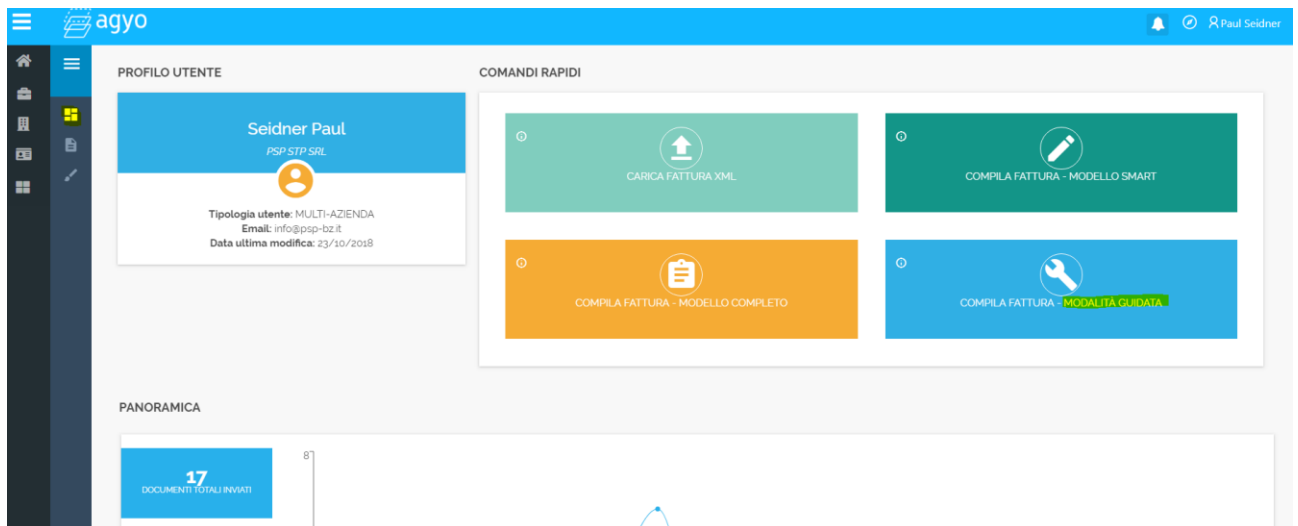 agyo
Paul Seidner
PROFILO UTENTE
COMANDI RAPIDI
Seidner Paul
PSP STP SRL
Tipologia utente: MULTI-AZIENDA
Email: info@psp-bz.it
Data ultima modifica: 23/10/2018
CARICA FATTURA XML
COMPILA FATTURA - MODELLO SMART
COMPILA FATTURA - MODELLO COMPLETO
COMPILA FATTURA - MODALITÀ GUIDATA
PANORAMICA
17
DOCUMENTI TOTALI INVIATI
8